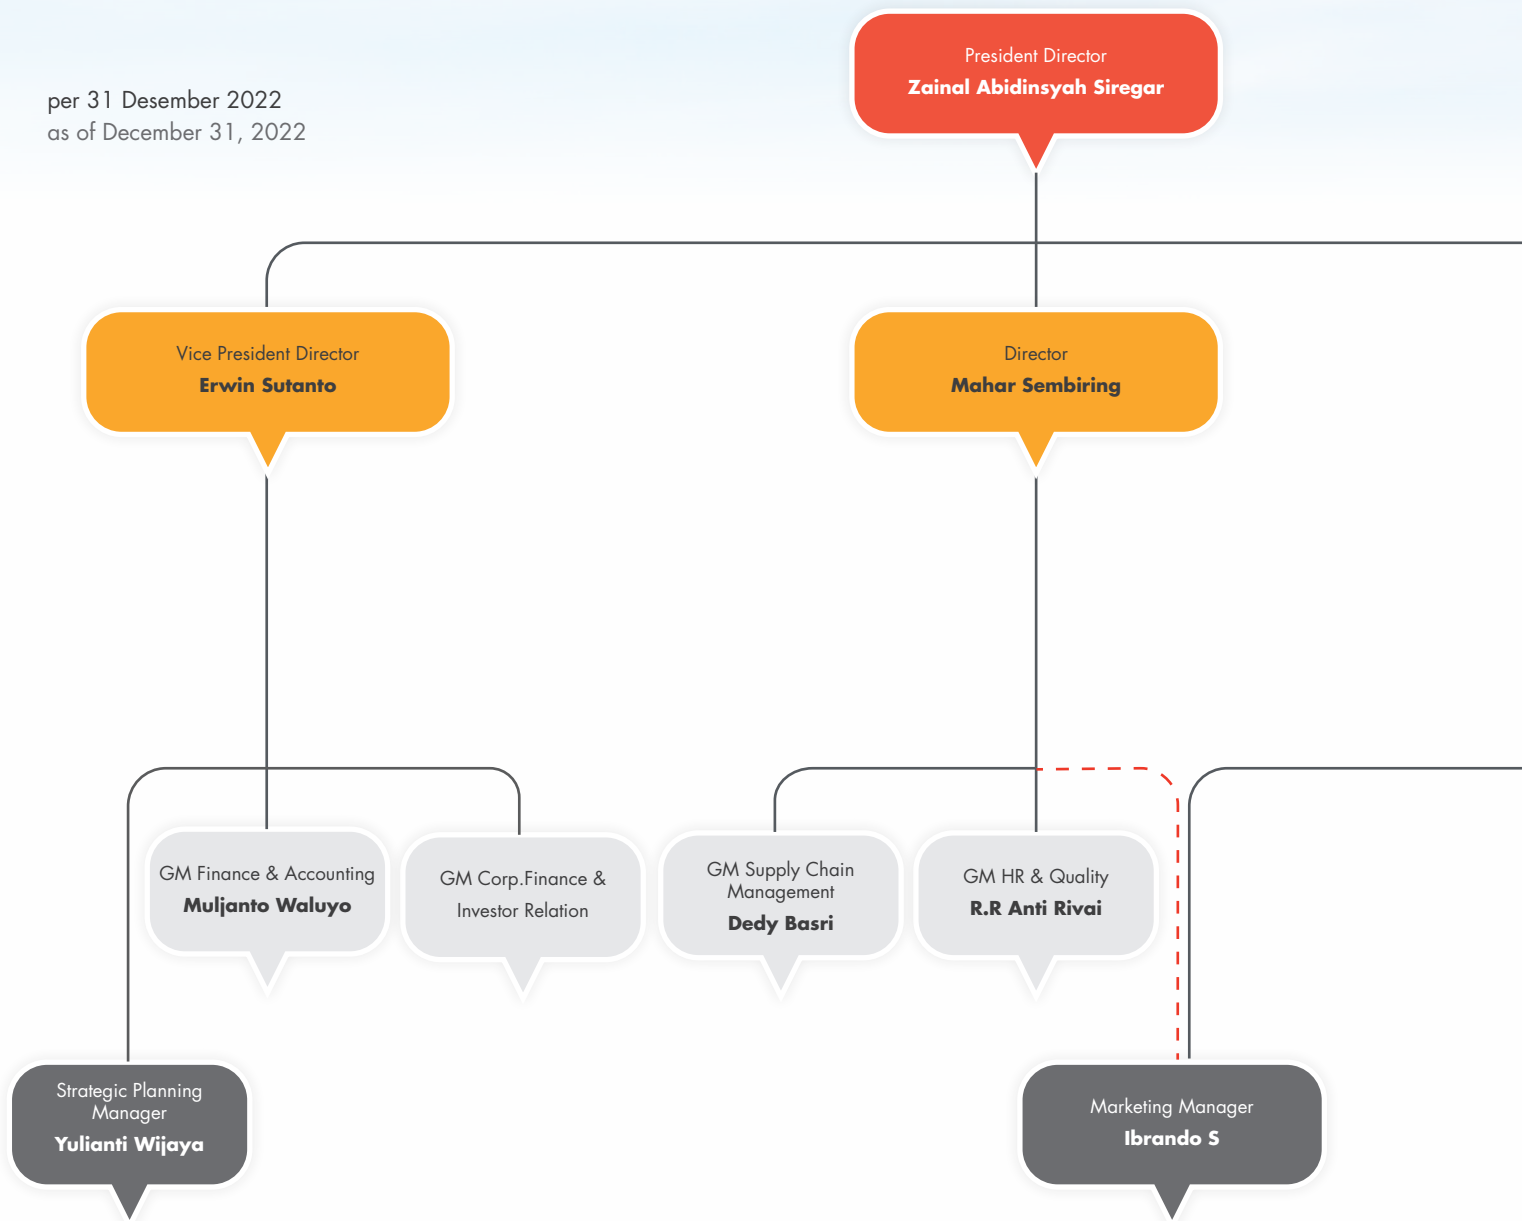 per 31 Desember 2022
as of December 31, 2022
President Director
Zainal Abidinsyah Siregar
Vice President Director
Erwin Sutanto
Director
Mahar Sembiring
GM Finance & Accounting
Muljanto Waluyo
GM Corp.Finance &
Investor Relation
GM Supply Chain
Management
Dedy Basri
GM HR & Quality
R.R Anti Rivai
Strategic Planning
Manager
Yulianti Wijaya
Marketing Manager
Ibrando S